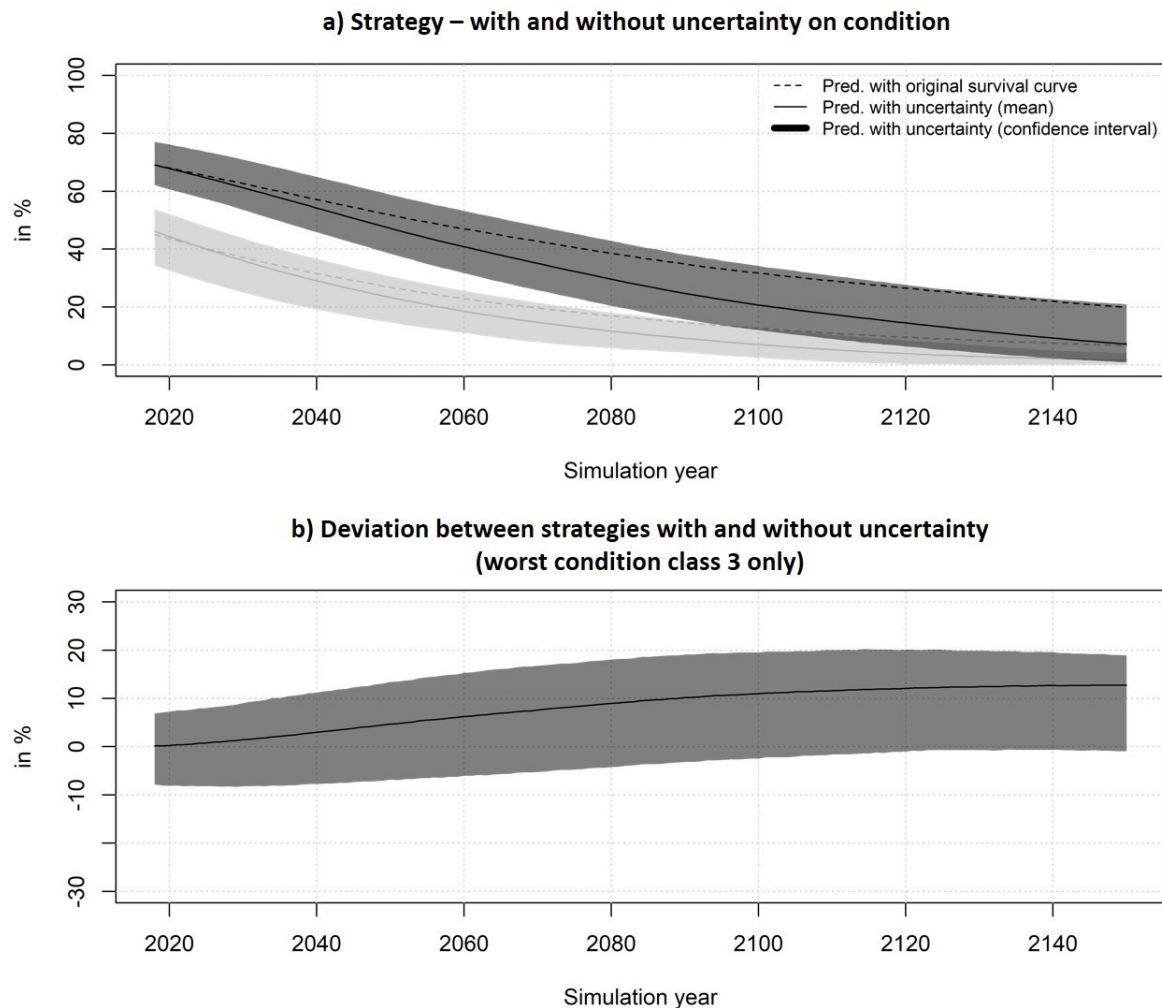 a) Strategy – with and without uncertainty on condition
Pred. with original survival curve
Pred. with uncertainty (mean)
Pred. with uncertainty (confidence interval)
100
80
60
40
20
0
in %
2020 2040 2060 2080 2100 2120 2140
Simulation year
b) Deviation between strategies with and without uncertainty
(worst condition class 3 only)
30
20
10
0
-10
-30
in %
2020 2040 2060 2080 2100 2120 2140
Simulation year